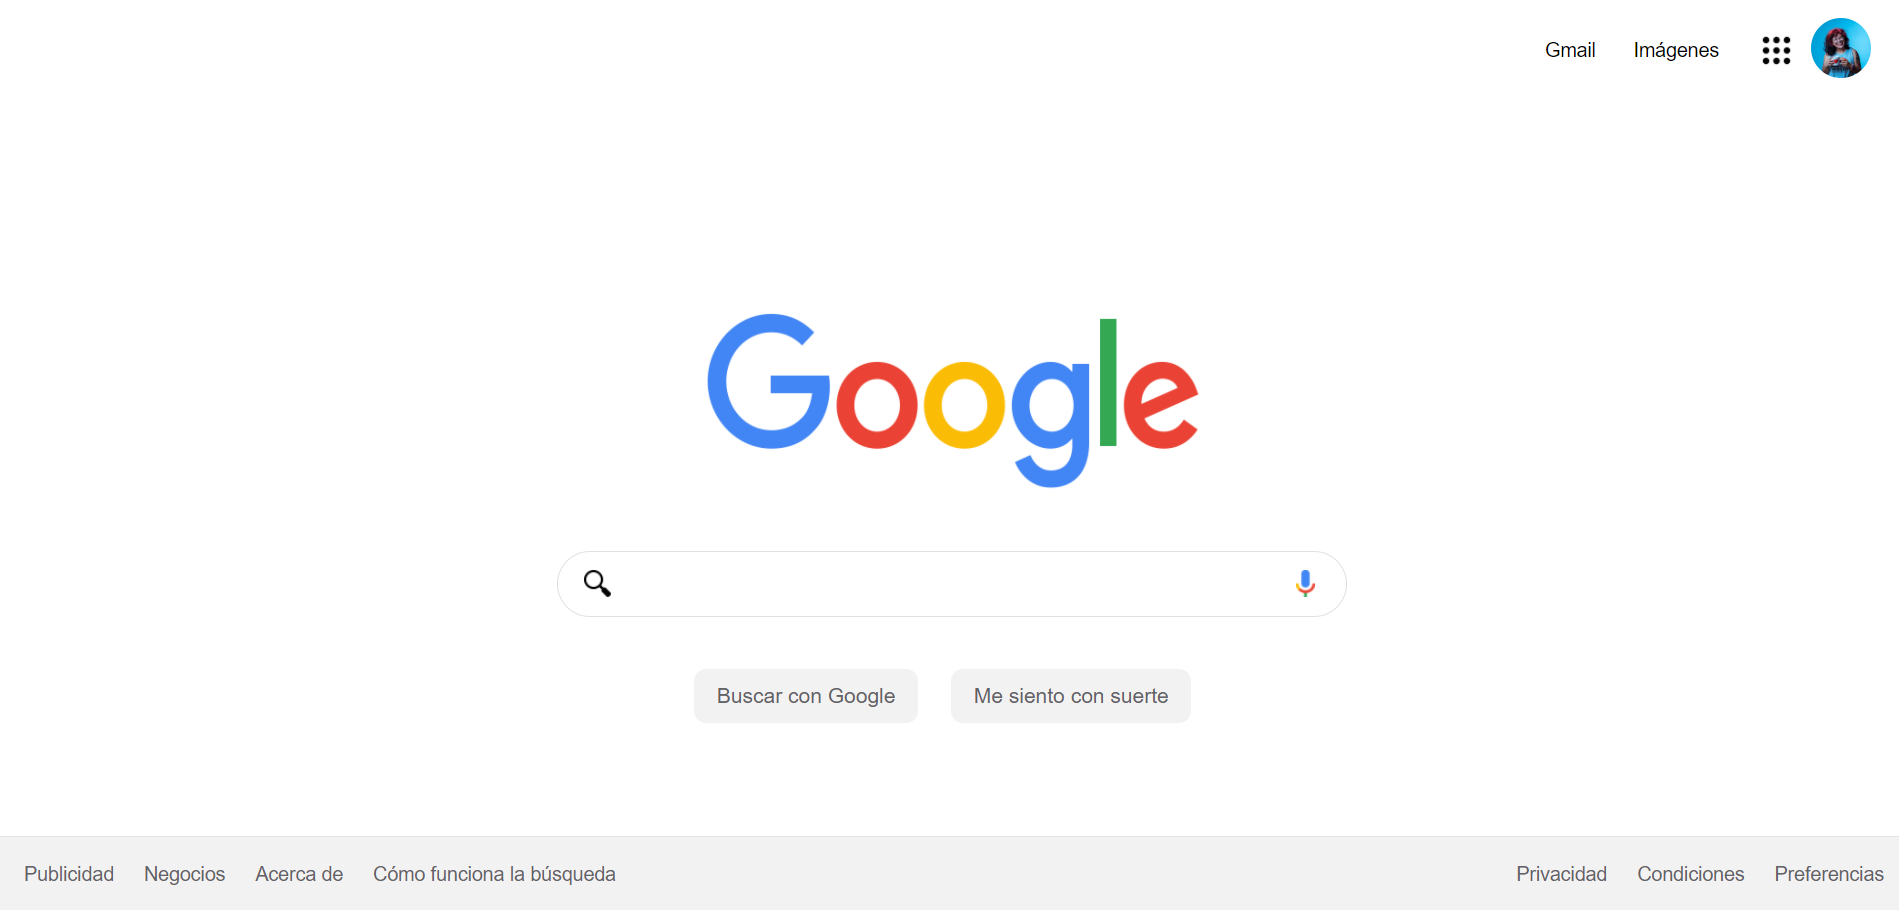 Gmail Imágenes
Google
Buscar con Google Me siento con suerte
Publicidad Negocios Acerca de Cómo funciona la búsqueda Privacidad Condiciones Preferencias